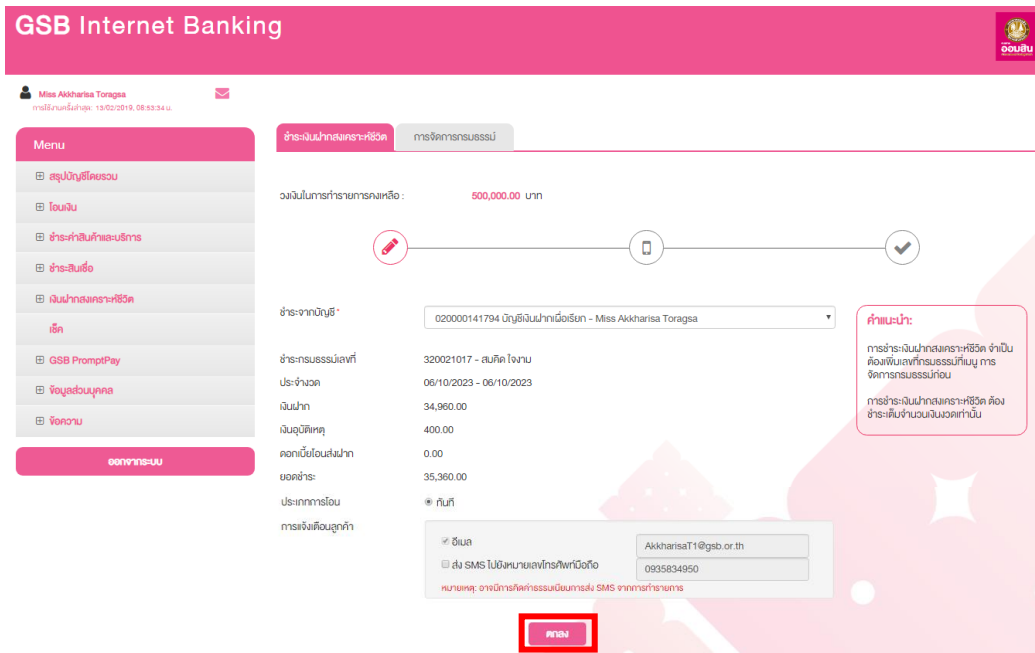 GSB Internet Banking
ออมสิน
Miss Akkharisa Toragsa
การใช้งานครั้งล่าสุด: 13/02/2019, 08:53:34 น.
Menu
สรุปบัญชีโดยรวม
โอนเงิน
ชำระค่าสินค้าและบริการ
ชำระสินเชื่อ
เงินฝากสงเคราะห์ชีวิต
เช็ค
GSB PromptPay
ข้อมูลส่วนบุคคล
ข้อความ
ออกจากระบบ
ชำระเงินฝากสงเคราะห์ชีวิต
การจัดการกรมธรรม์
วงเงินในการทำรายการคงเหลือ : 500,000.00 บาท
ชำระจากบัญชี * 020000141794 บัญชีเงินฝากเผื่อเรียก - Miss Akkharisa Toragsa
ชำระกรมธรรม์เลขที่ 320021017 - สมคิด ใจงาม
ประจำงวด 06/10/2023 - 06/10/2023
เงินฝาก 34,960.00
เงินอุบัติเหตุ 400.00
ดอกเบี้ยโอนส่งฝาก 0.00
ยอดชำระ 35,360.00
ประเภทการโอน ทันที
การแจ้งเตือนลูกค้า
อีเมล AkkharisaT1@gsb.or.th
ส่ง SMS ไปยังหมายเลขโทรศัพท์มือถือ 0935834950
หมายเหตุ: อาจมีการคิดค่าธรรมเนียมการส่ง SMS จากการทำรายการ
ตกลง
คำแนะนำ:
การชำระเงินฝากสงเคราะห์ชีวิต จำเป็น
ต้องเพิ่มเลขที่กรมธรรม์ที่เมนู การ
จัดการกรมธรรม์ก่อน
การชำระเงินฝากสงเคราะห์ชีวิต ต้อง
ชำระเต็มจำนวนเงินงวดเท่านั้น